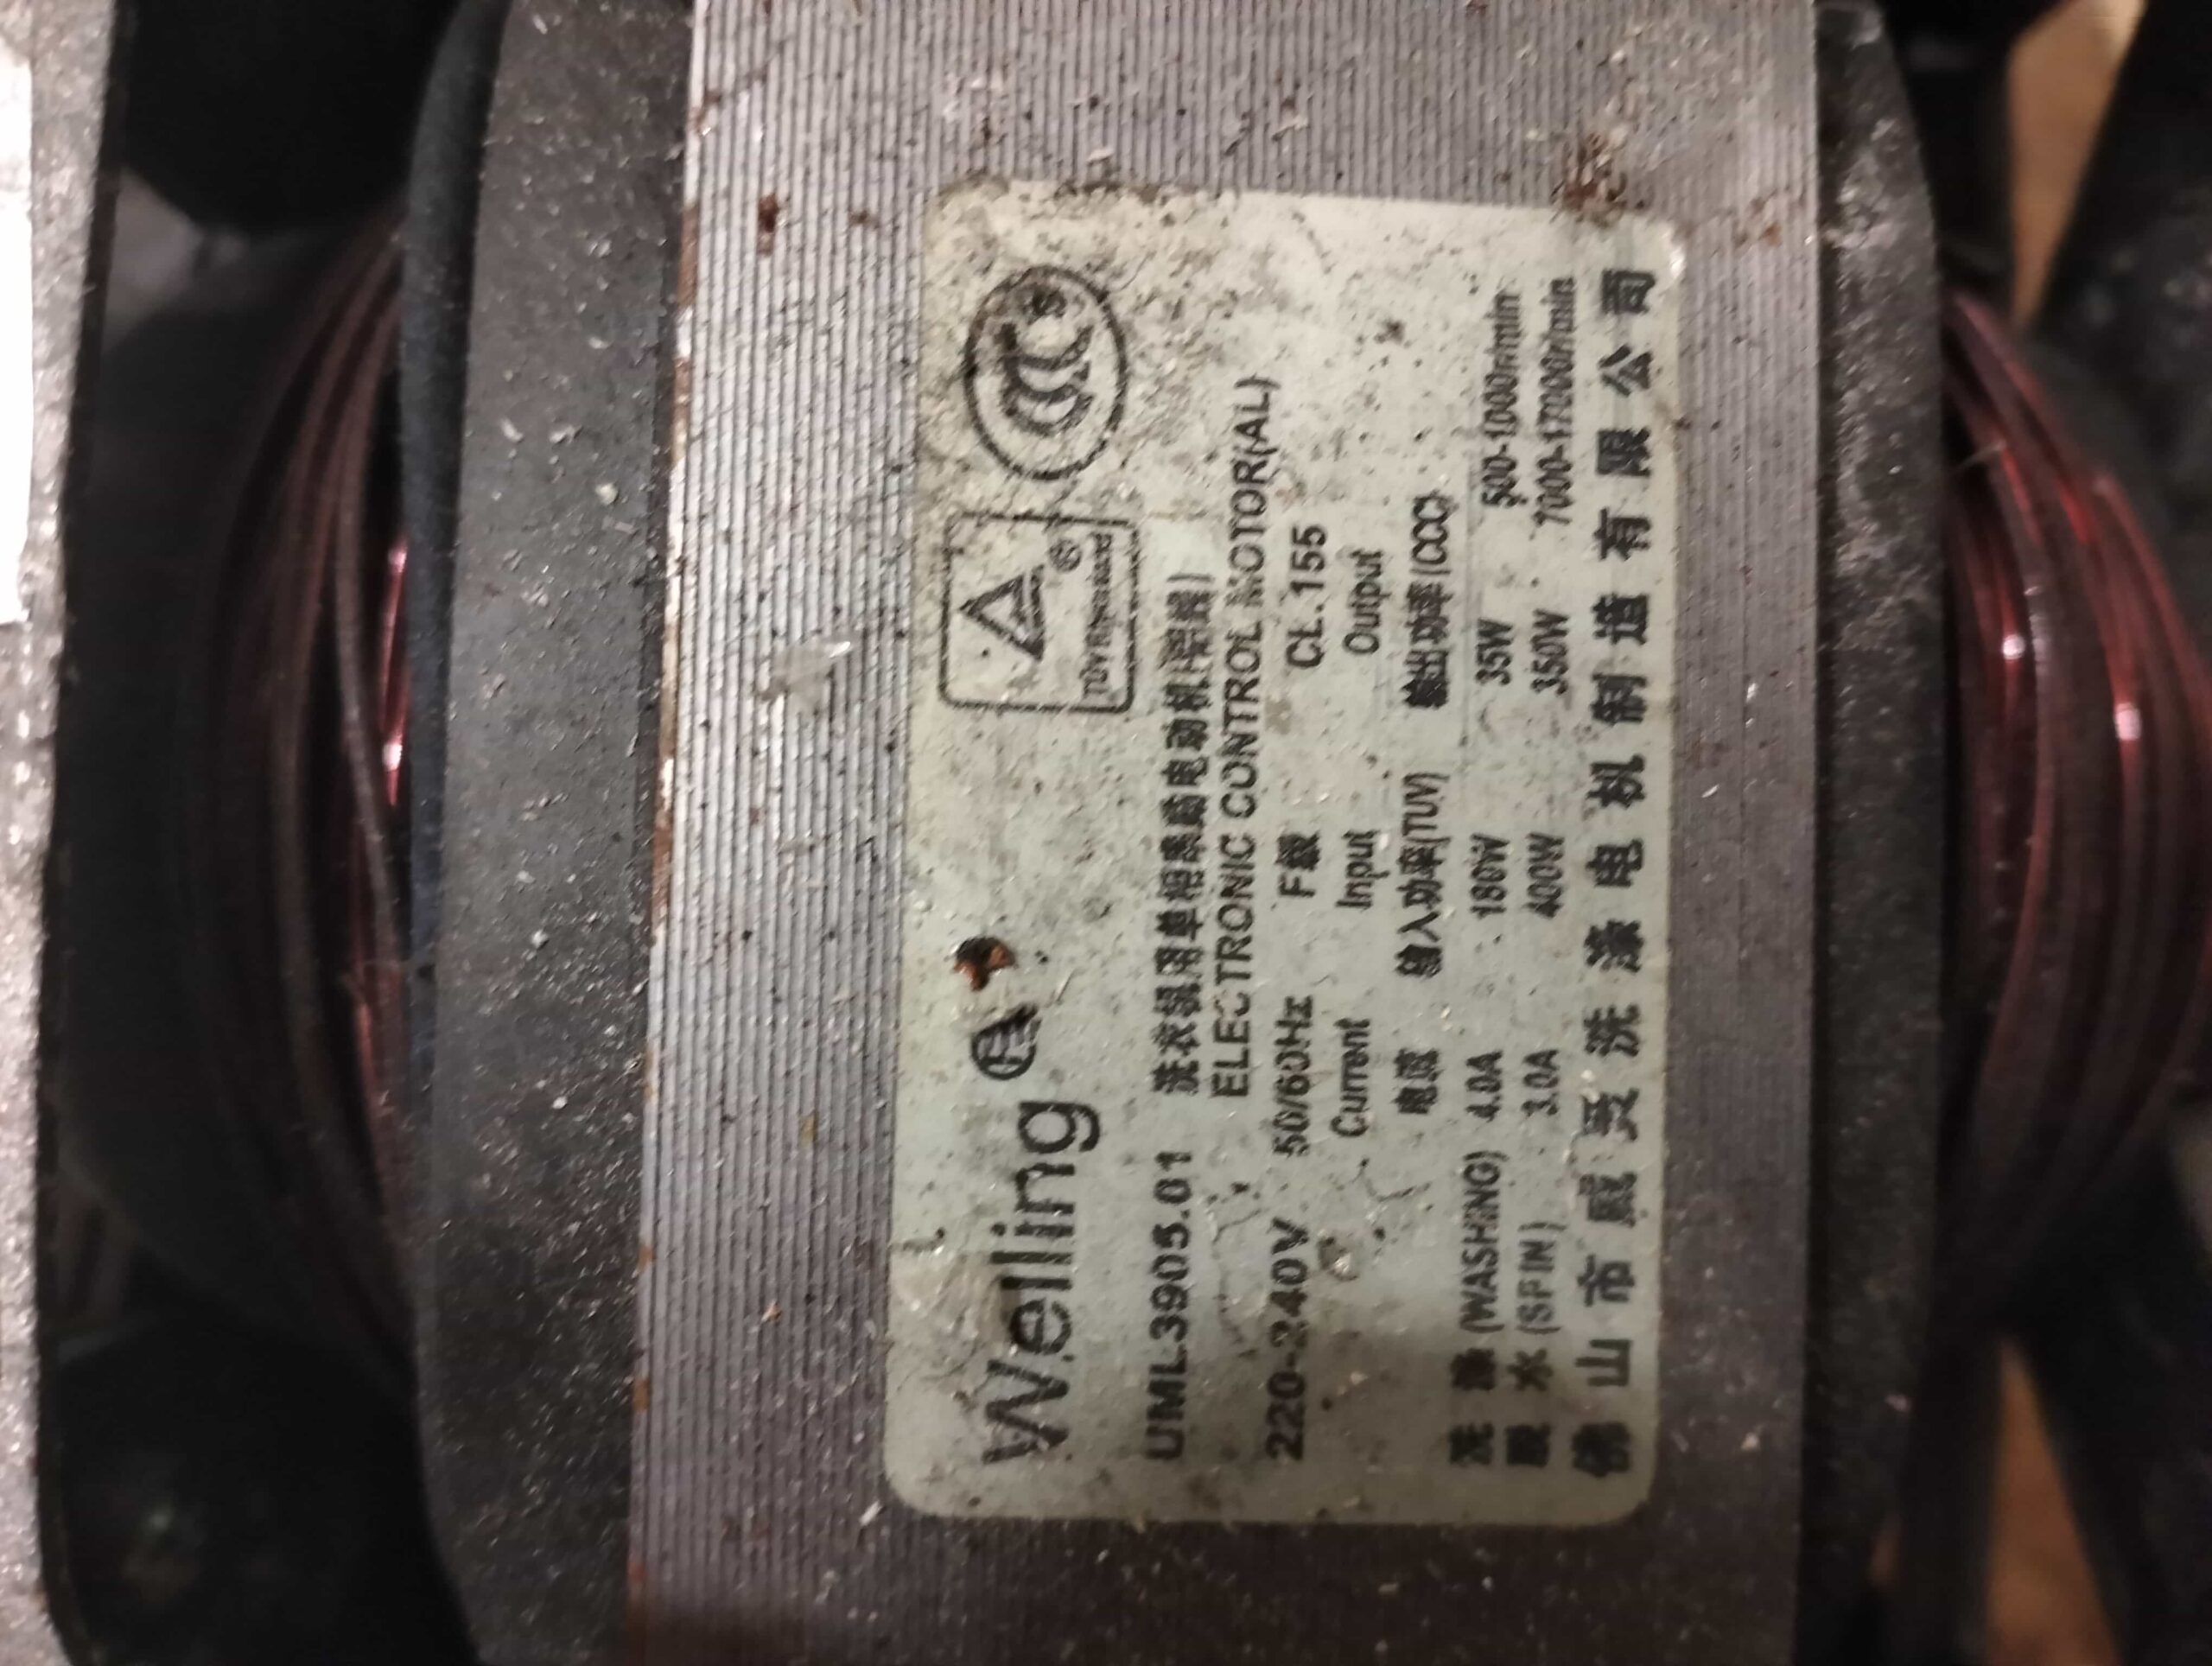 Welling
TÜVRheinland
CCC S
UML3905.01 洗衣机用单相串励电动机(铝线)
ELECTRONIC CONTROL MOTOR(AL)
220-240V 50/60Hz F级 CL.155
Current Input Output
电流 输入功率(TUV) 输出功率(CCC)
洗 涤 (WASHING) 4.0A 180W 35W 500-1000r/min
脱 水 (SPIN) 3.0A 400W 350W 7000-17000r/min
佛山市威灵洗涤电机制造有限公司